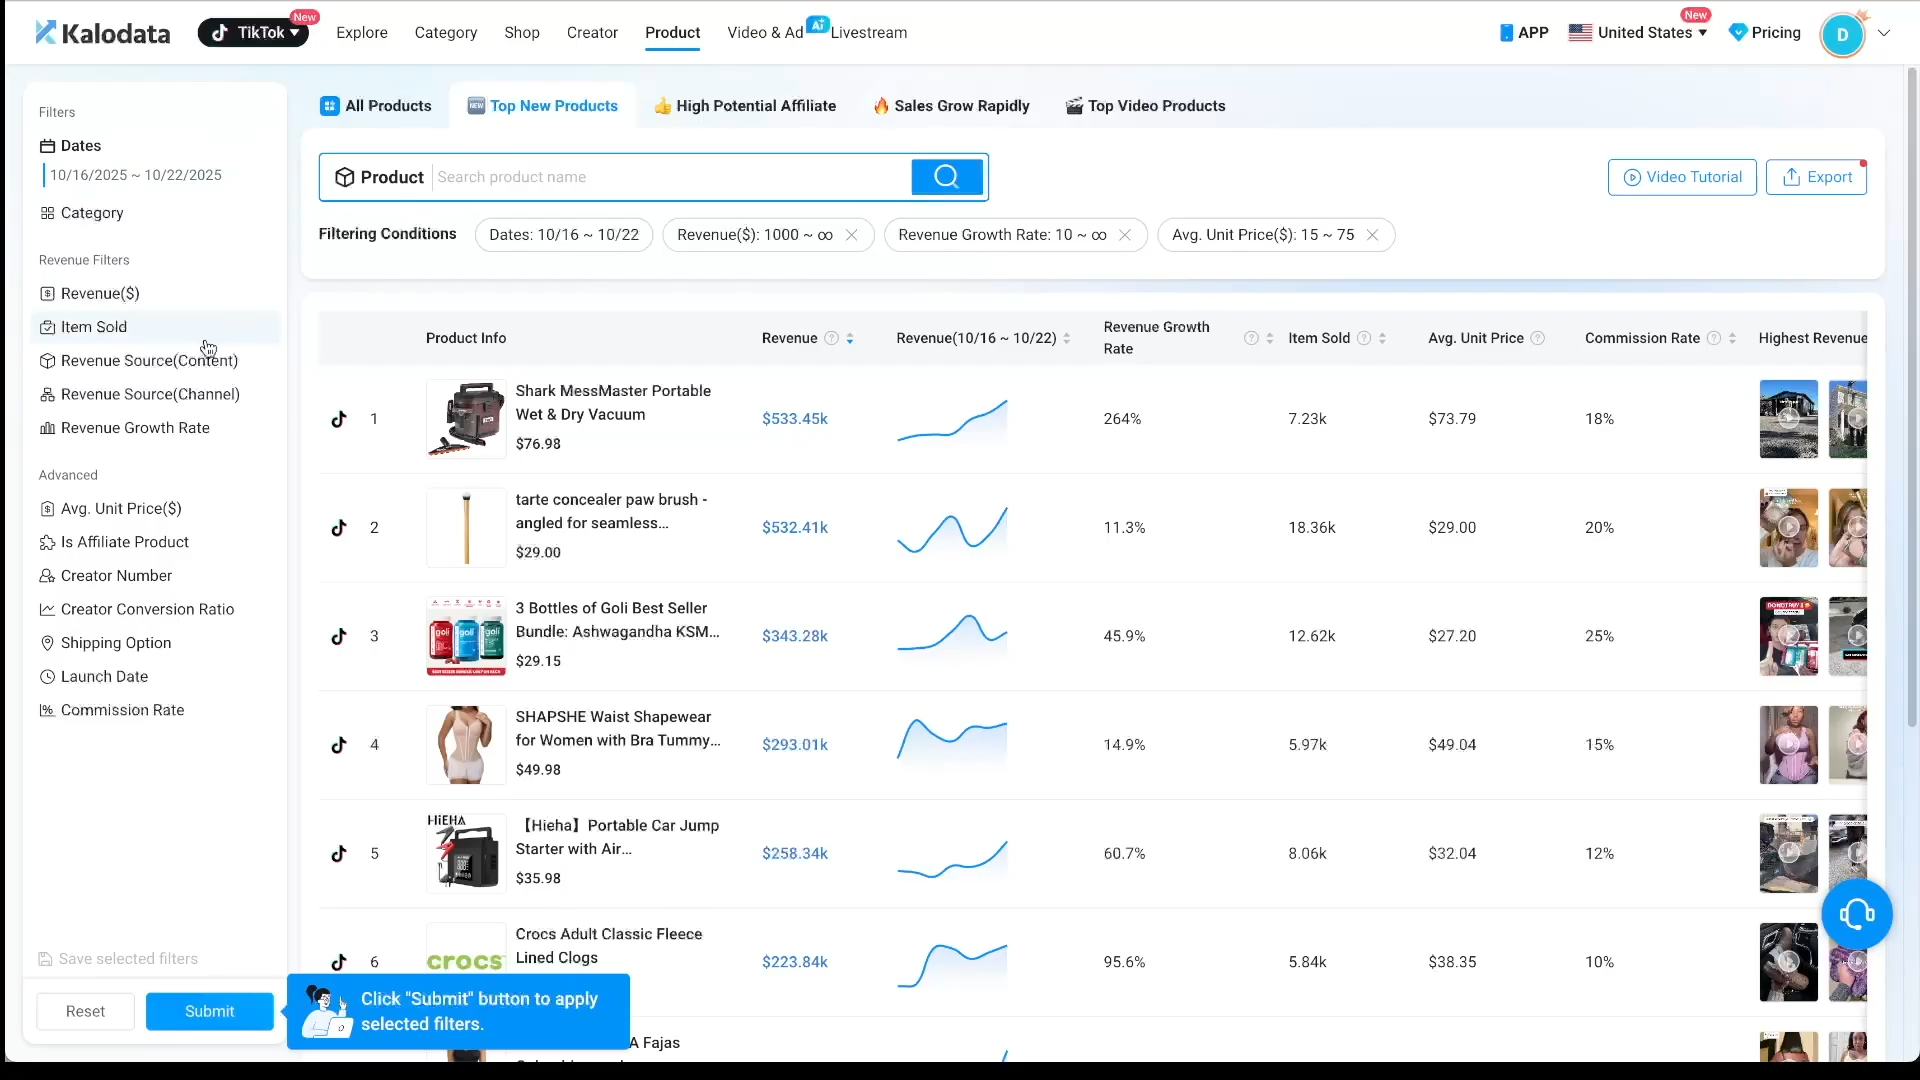 Kalodata
TikTok
New
Explore
Category
Shop
Creator
Product
Video & Ad
Ai
Livestream
APP
United States
New
Pricing
D
Filters
Dates
10/16/2025 ~ 10/22/2025
Category
Revenue Filters
Revenue($)
Item Sold
Revenue Source(Content)
Revenue Source(Channel)
Revenue Growth Rate
Advanced
Avg. Unit Price($)
Is Affiliate Product
Creator Number
Creator Conversion Ratio
Shipping Option
Launch Date
Commission Rate
Save selected filters
Reset
Submit
Click "Submit" button to apply
selected filters.
All Products
NEW
Top New Products
High Potential Affiliate
Sales Grow Rapidly
Top Video Products
Product
Search product name
Video Tutorial
Export
Filtering Conditions
Dates: 10/16 ~ 10/22
Revenue($): 1000 ~ ∞
Revenue Growth Rate: 10 ~ ∞
Avg. Unit Price($): 15 ~ 75
Product Info
Revenue
Revenue(10/16 ~ 10/22)
Revenue Growth
Rate
Item Sold
Avg. Unit Price
Commission Rate
Highest Revenue
1
Shark MessMaster Portable
Wet & Dry Vacuum
$76.98
$533.45k
264%
7.23k
$73.79
18%
2
tarte concealer paw brush -
angled for seamless...
$29.00
$532.41k
11.3%
18.36k
$29.00
20%
3
goli
goli
goli
3 Bottles of Goli Best Seller
Bundle: Ashwagandha KSM...
$29.15
$343.28k
45.9%
12.62k
$27.20
25%
4
SHAPSHE Waist Shapewear
for Women with Bra Tummy...
$49.98
$293.01k
14.9%
5.97k
$49.04
15%
5
HiEHA
【Hieha】Portable Car Jump
Starter with Air...
$35.98
$258.34k
60.7%
8.06k
$32.04
12%
6
crocs
Crocs Adult Classic Fleece
Lined Clogs
$223.84k
95.6%
5.84k
$38.35
10%
A Fajas